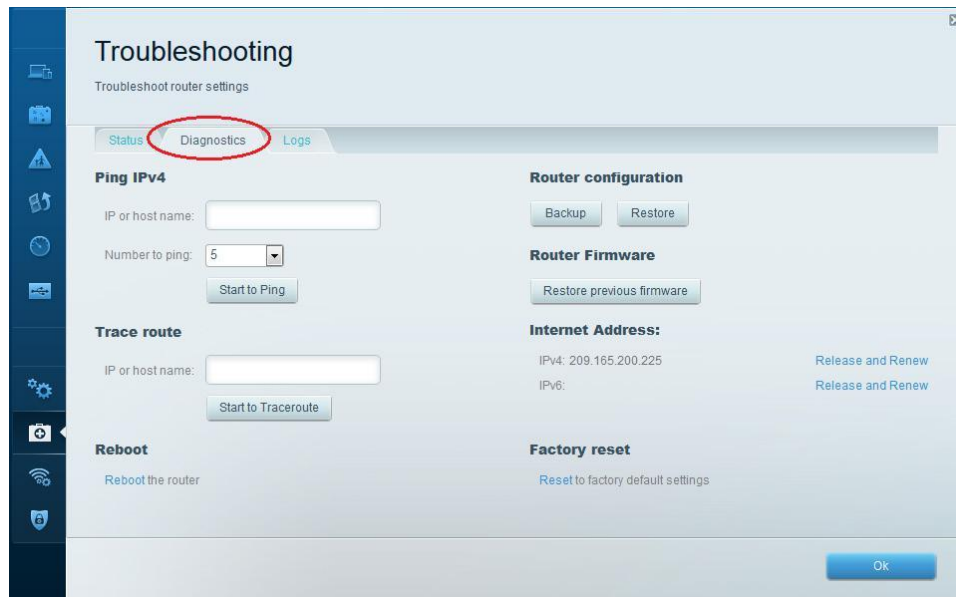 Troubleshooting
Troubleshoot router settings
Status
Diagnostics
Logs
Ping IPv4
IP or host name:
Number to ping: 5
Start to Ping
Trace route
IP or host name:
Start to Traceroute
Reboot
Reboot the router
Router configuration
Backup
Restore
Router Firmware
Restore previous firmware
Internet Address:
IPv4: 209.165.200.225 Release and Renew
IPv6: Release and Renew
Factory reset
Reset to factory default settings
Ok